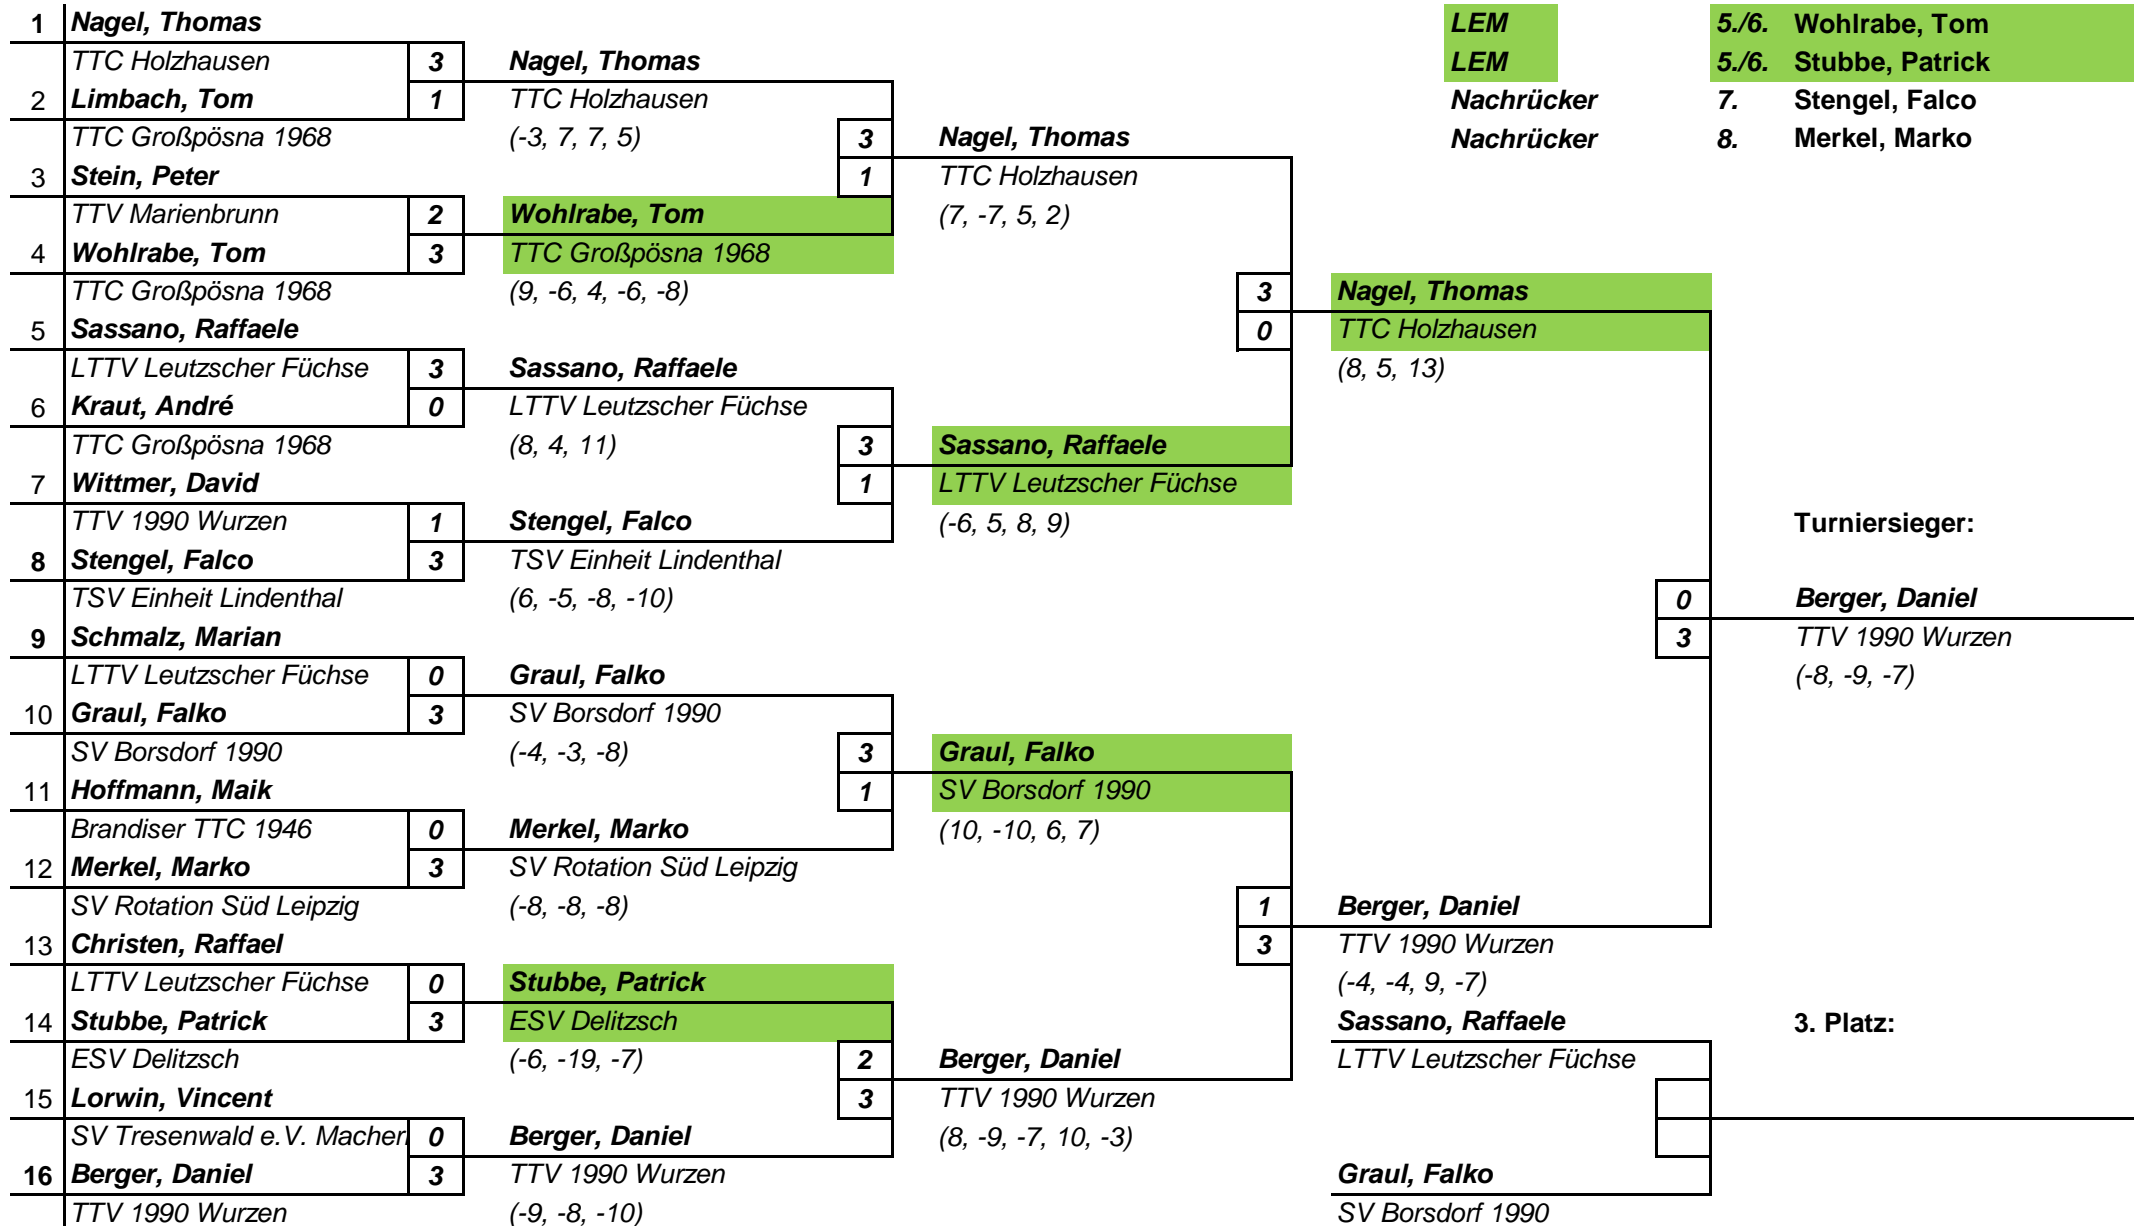 1 Nagel, Thomas LEM 5./6. Wohlrabe, Tom
TTC Holzhausen 3 Nagel, Thomas LEM 5./6. Stubbe, Patrick
2 Limbach, Tom 1 TTC Holzhausen Nachrücker 7. Stengel, Falco
TTC Großpösna 1968 (-3, 7, 7, 5) 3 Nagel, Thomas Nachrücker 8. Merkel, Marko
3 Stein, Peter 1 TTC Holzhausen
TTV Marienbrunn 2 Wohlrabe, Tom (7, -7, 5, 2)
4 Wohlrabe, Tom 3 TTC Großpösna 1968
TTC Großpösna 1968 (9, -6, 4, -6, -8) 3 Nagel, Thomas
5 Sassano, Raffaele 0 TTC Holzhausen
LTTV Leutzscher Füchse 3 Sassano, Raffaele (8, 5, 13)
6 Kraut, André 0 LTTV Leutzscher Füchse
TTC Großpösna 1968 (8, 4, 11) 3 Sassano, Raffaele
7 Wittmer, David 1 LTTV Leutzscher Füchse
TTV 1990 Wurzen 1 Stengel, Falco (-6, 5, 8, 9) Turniersieger:
8 Stengel, Falco 3 TSV Einheit Lindenthal
TSV Einheit Lindenthal (6, -5, -8, -10) 0 Berger, Daniel
9 Schmalz, Marian 3 TTV 1990 Wurzen
LTTV Leutzscher Füchse 0 Graul, Falko (-8, -9, -7)
10 Graul, Falko 3 SV Borsdorf 1990
SV Borsdorf 1990 (-4, -3, -8) 3 Graul, Falko
11 Hoffmann, Maik 1 SV Borsdorf 1990
Brandiser TTC 1946 0 Merkel, Marko (10, -10, 6, 7)
12 Merkel, Marko 3 SV Rotation Süd Leipzig
SV Rotation Süd Leipzig (-8, -8, -8) 1 Berger, Daniel
13 Christen, Raffael 3 TTV 1990 Wurzen
LTTV Leutzscher Füchse 0 Stubbe, Patrick (-4, -4, 9, -7)
14 Stubbe, Patrick 3 ESV Delitzsch Sassano, Raffaele 3. Platz:
ESV Delitzsch (-6, -19, -7) 2 Berger, Daniel LTTV Leutzscher Füchse
15 Lorwin, Vincent 3 TTV 1990 Wurzen
SV Tresenwald e.V. Macher 0 Berger, Daniel (8, -9, -7, 10, -3)
16 Berger, Daniel 3 TTV 1990 Wurzen Graul, Falko
TTV 1990 Wurzen (-9, -8, -10) SV Borsdorf 1990